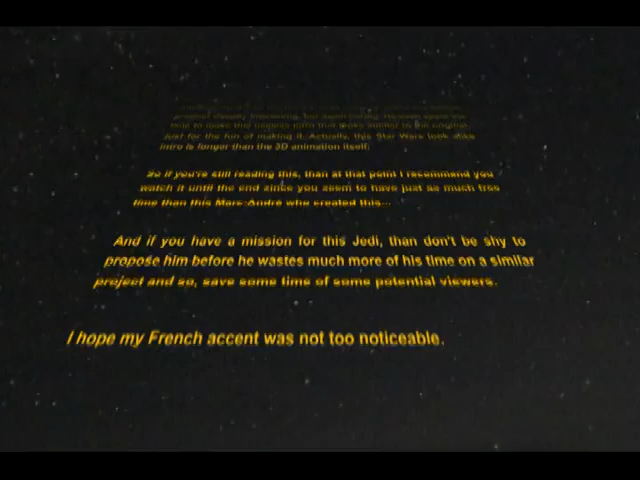 just for the fun of making it. Actually, this Star Wars look alike
intro is longer than the 3D animation itself.
So if you're still reading this, than at that point I recommend you
watch it until the end since you seem to have just as much free
time than this Marc-André who created this...
And if you have a mission for this Jedi, than don't be shy to
propose him before he wastes much more of his time on a similar
project and so, save some time of some potential viewers.
I hope my French accent was not too noticeable.